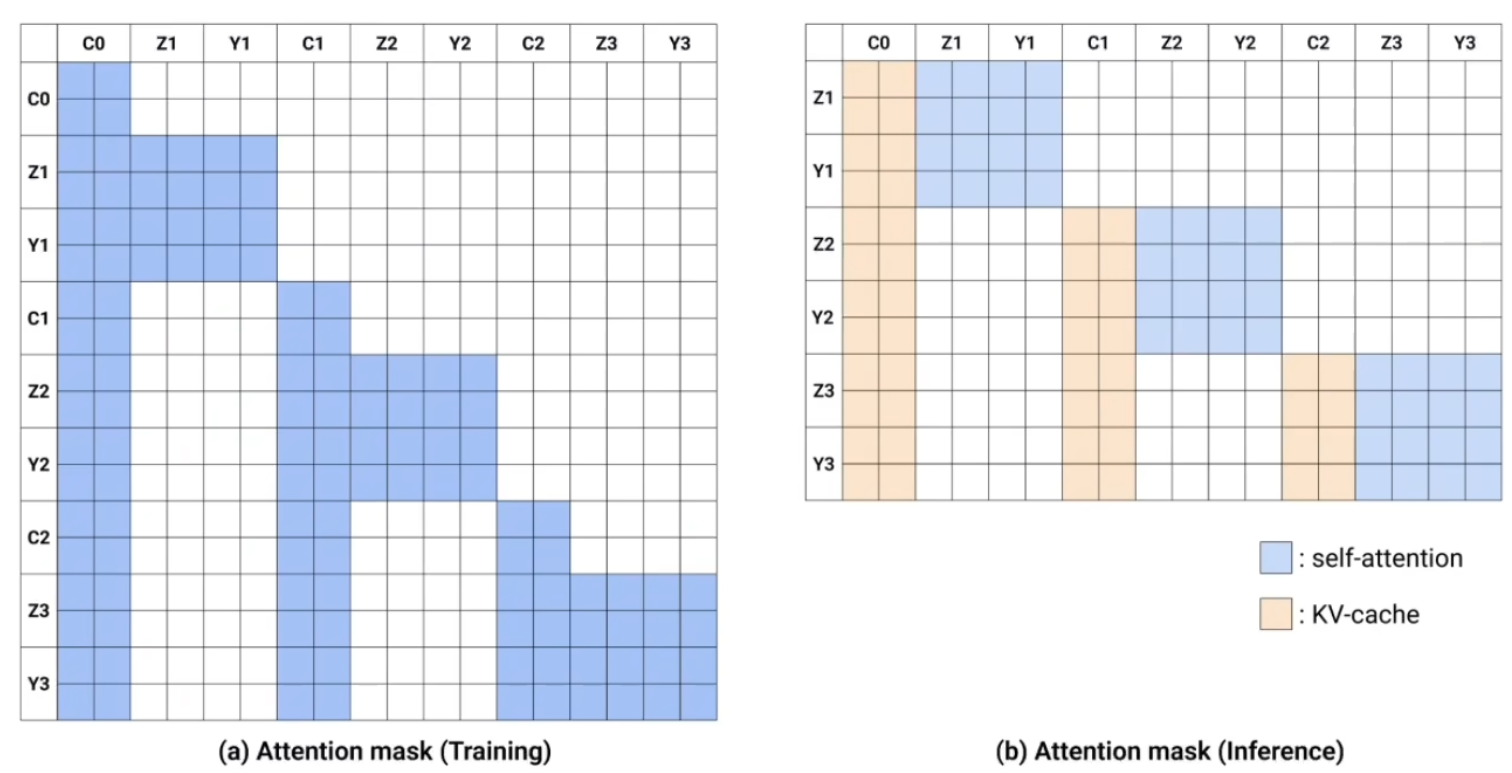 C0 Z1 Y1 C1 Z2 Y2 C2 Z3 Y3
C0
Z1
Y1
C1
Z2
Y2
C2
Z3
Y3
(a) Attention mask (Training)
C0 Z1 Y1 C1 Z2 Y2 C2 Z3 Y3
Z1
Y1
Z2
Y2
Z3
Y3
: self-attention
: KV-cache
(b) Attention mask (Inference)